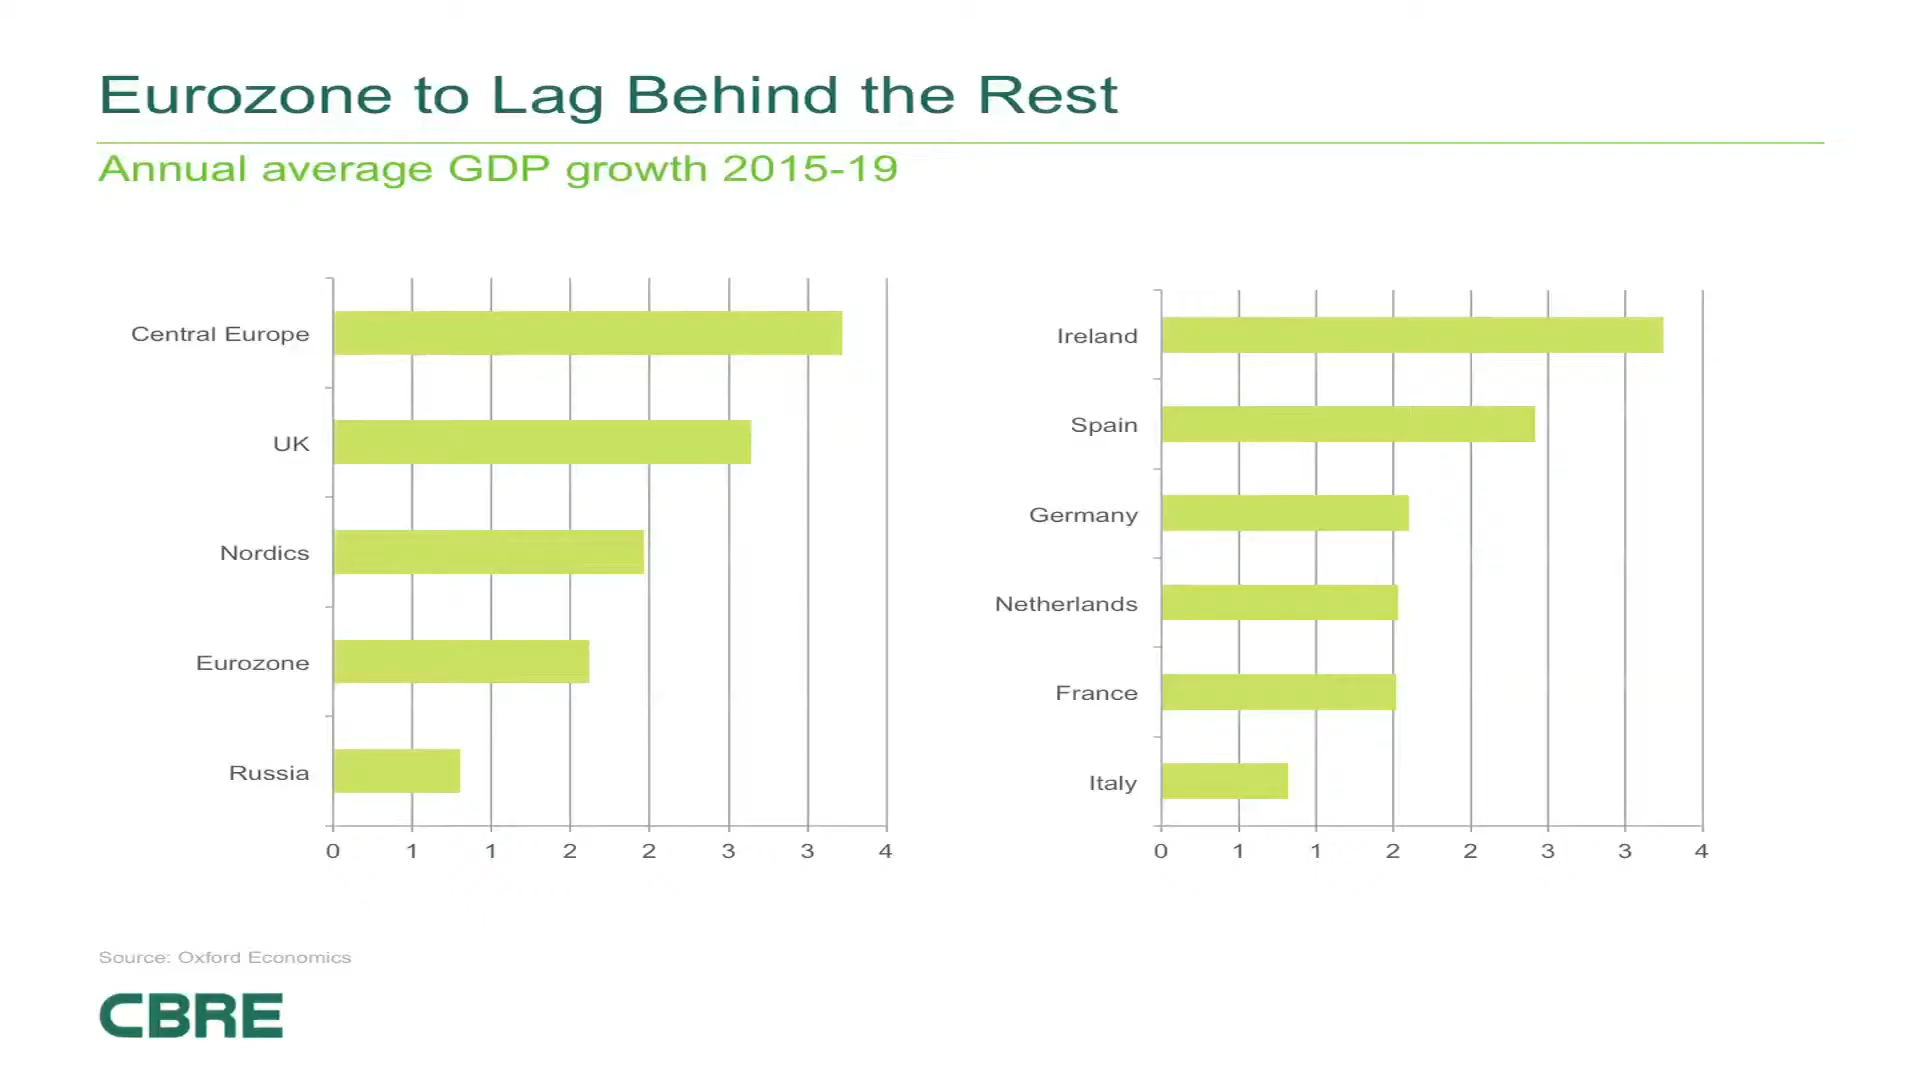 Eurozone to Lag Behind the Rest
Annual average GDP growth 2015-19
Central Europe
UK
Nordics
Eurozone
Russia
0 1 1 2 2 3 3 4
Ireland
Spain
Germany
Netherlands
France
Italy
0 1 1 2 2 3 3 4
Source: Oxford Economics
CBRE